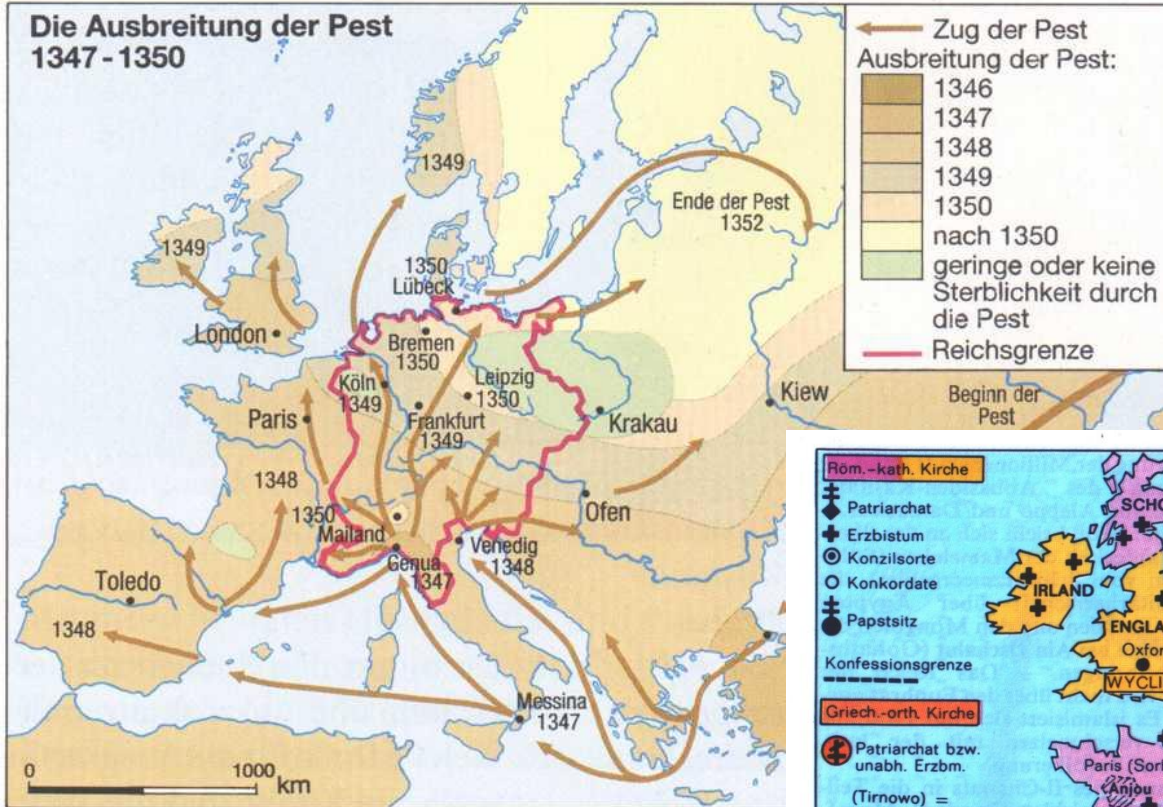 Die Ausbreitung der Pest
1347 - 1350
Zug der Pest
Ausbreitung der Pest:
1346
1347
1348
1349
1350
nach 1350
geringe oder keine
Sterblichkeit durch
die Pest
Reichsgrenze
1349
Ende der Pest
1352
1349
1350
Lübeck
London
Bremen
1350
Köln
1349
Leipzig
1350
Paris
Frankfurt
1349
Krakau
Kiew
Beginn der
Pest
1348
1350
Mailand
Ofen
Genua
1347
Venedig
1348
Toledo
1348
Messina
1347
0
1000
km
Röm.-kath. Kirche
Patriarchat
Erzbistum
Konzilsorte
Konkordate
Papstsitz
Konfessionsgrenze
Griech.-orth. Kirche
Patriarchat bzw.
unabh. Erzbm.
(Tirnowo) =
SCHO
IRLAND
ENGLA
Oxfor
WYCLI
Paris (Sor
Anjou